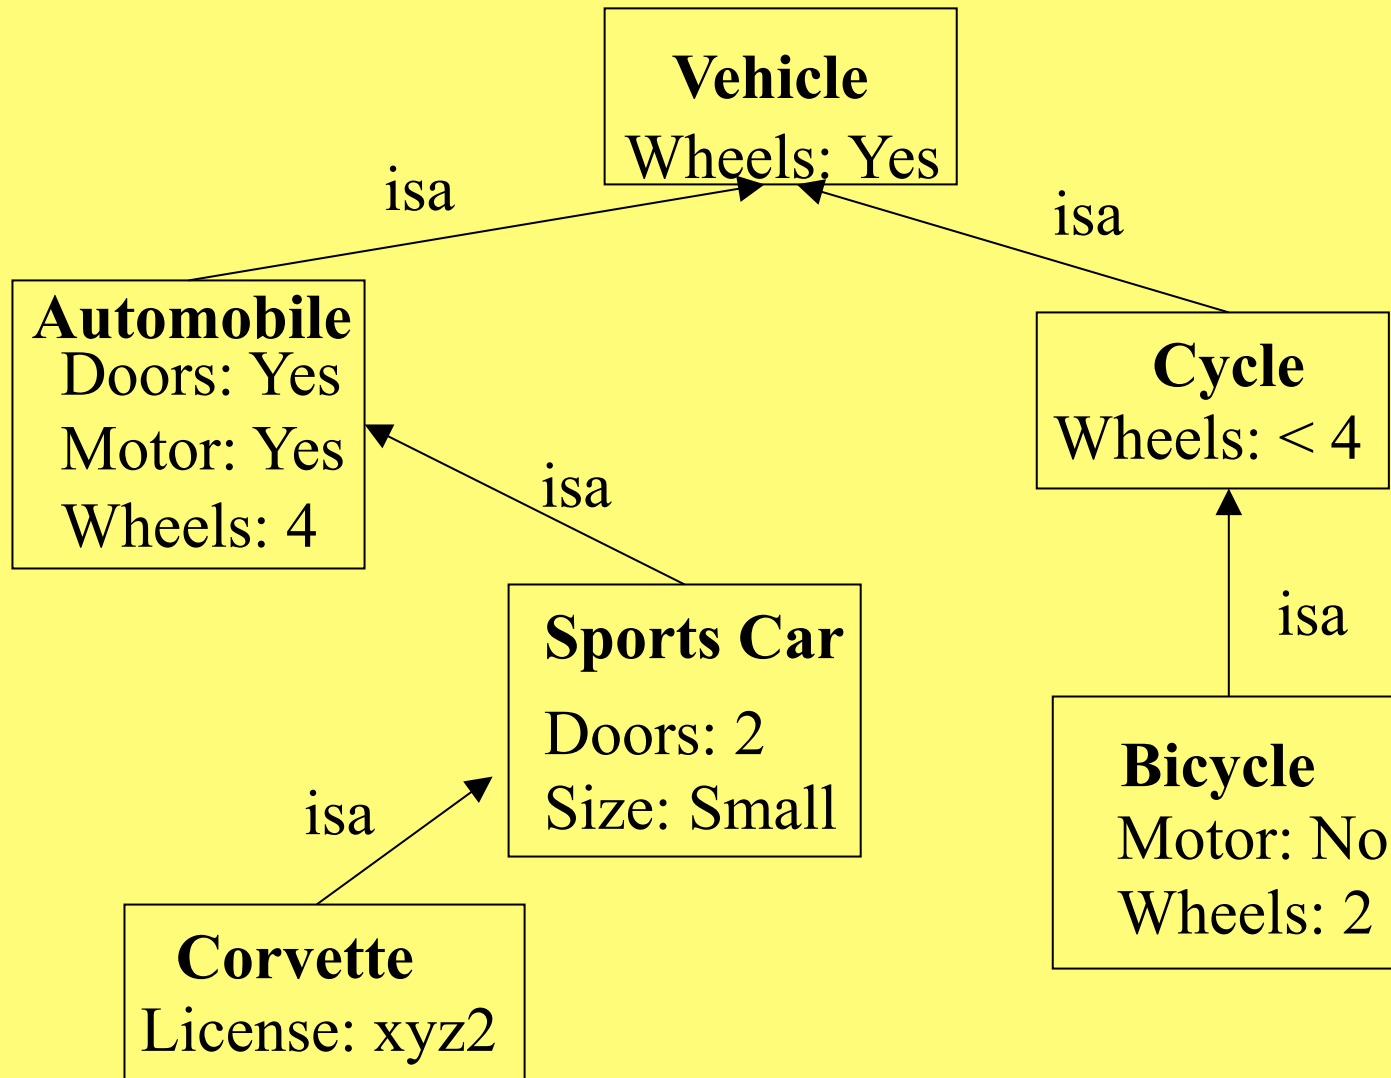 Vehicle
Wheels: Yes
isa
isa
Automobile
Doors: Yes
Motor: Yes
Wheels: 4
Cycle
Wheels: < 4
isa
isa
Sports Car
Doors: 2
Size: Small
Bicycle
Motor: No
Wheels: 2
isa
Corvette
License: xyz2